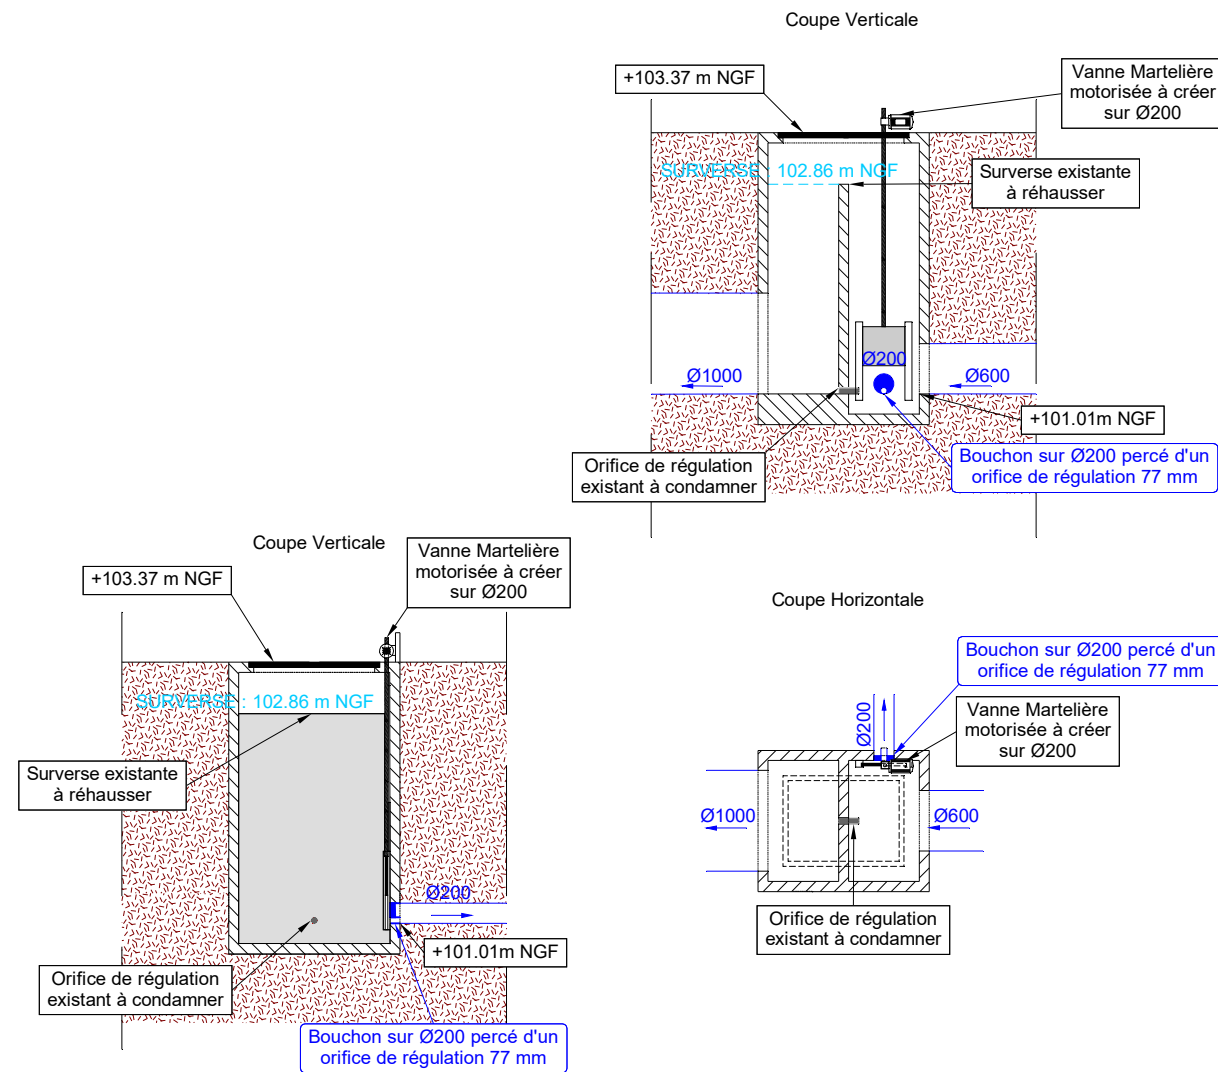 Coupe Verticale
+103.37 m NGF
Vanne Martelière
motorisée à créer
sur Ø200
SURVERSE : 102.86 m NGF
Surverse existante
à réhausser
Ø200
Ø1000
Ø600
+101.01m NGF
Orifice de régulation
existant à condamner
Bouchon sur Ø200 percé d'un
orifice de régulation 77 mm
Coupe Verticale
+103.37 m NGF
Vanne Martelière
motorisée à créer
sur Ø200
SURVERSE : 102.86 m NGF
Surverse existante
à réhausser
Ø200
+101.01m NGF
Orifice de régulation
existant à condamner
Bouchon sur Ø200 percé d'un
orifice de régulation 77 mm
Coupe Horizontale
Bouchon sur Ø200 percé d'un
orifice de régulation 77 mm
Ø200
Vanne Martelière
motorisée à créer
sur Ø200
Ø1000
Ø600
Orifice de régulation
existant à condamner